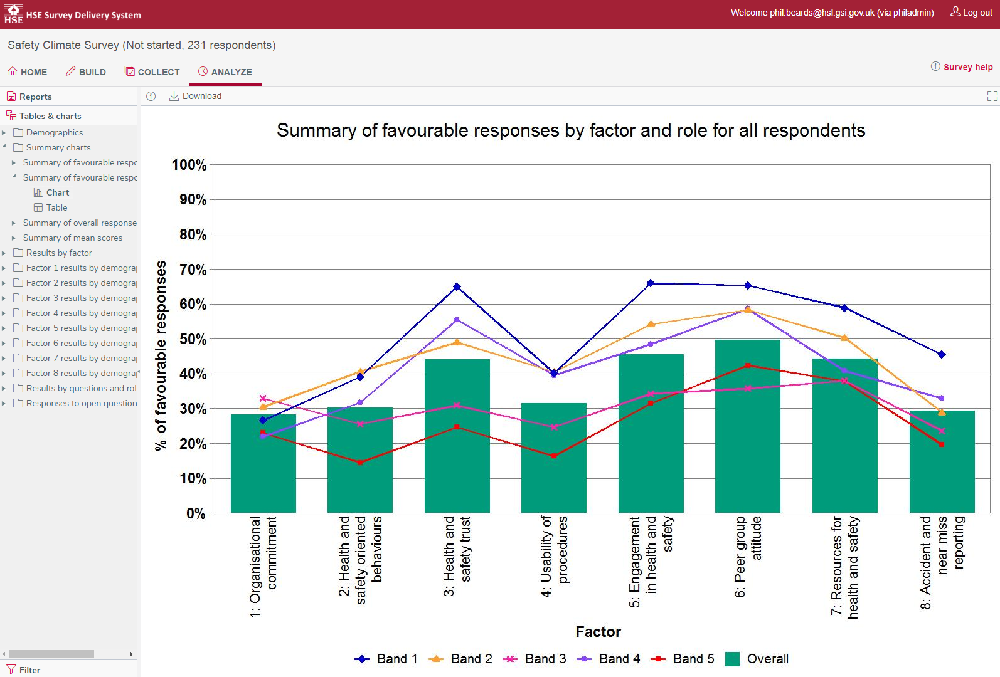 HSE
HSE Survey Delivery System
Welcome phil.beards@hsl.gsi.gov.uk (via philadmin)
Log out
Safety Climate Survey (Not started, 231 respondents)
HOME
BUILD
COLLECT
ANALYZE
Survey help
Reports
Download
Tables & charts
Demographics
Summary charts
Summary of favourable respo
Summary of favourable respo
Chart
Table
Summary of overall response
Summary of mean scores
Results by factor
Factor 1 results by demogra
Factor 2 results by demogra
Factor 3 results by demogra
Factor 4 results by demogra
Factor 5 results by demogra
Factor 6 results by demogra
Factor 7 results by demogra
Factor 8 results by demogra
Results by questions and rol
Responses to open question
Filter
Summary of favourable responses by factor and role for all respondents
% of favourable responses
100%
90%
80%
70%
60%
50%
40%
30%
20%
10%
0%
1: Organisational
commitment
2: Health and
safety oriented
behaviours
3: Health and
safety trust
4: Usability of
procedures
5: Engagement
in health and
safety
6: Peer group
attitude
7: Resources for
health and safety
8: Accident and
near miss
reporting
Factor
Band 1
Band 2
Band 3
Band 4
Band 5
Overall